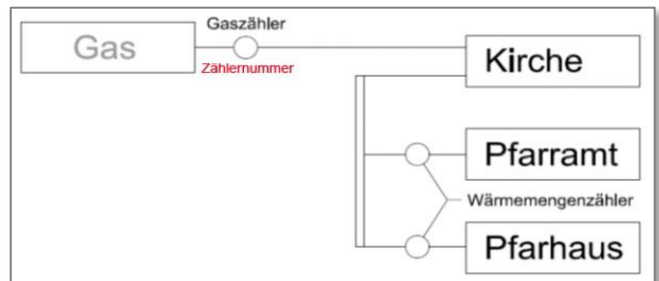 Gaszähler
Gas
Zählernummer
Kirche
Pfarramt
Wärmemengenzähler
Pfarhaus